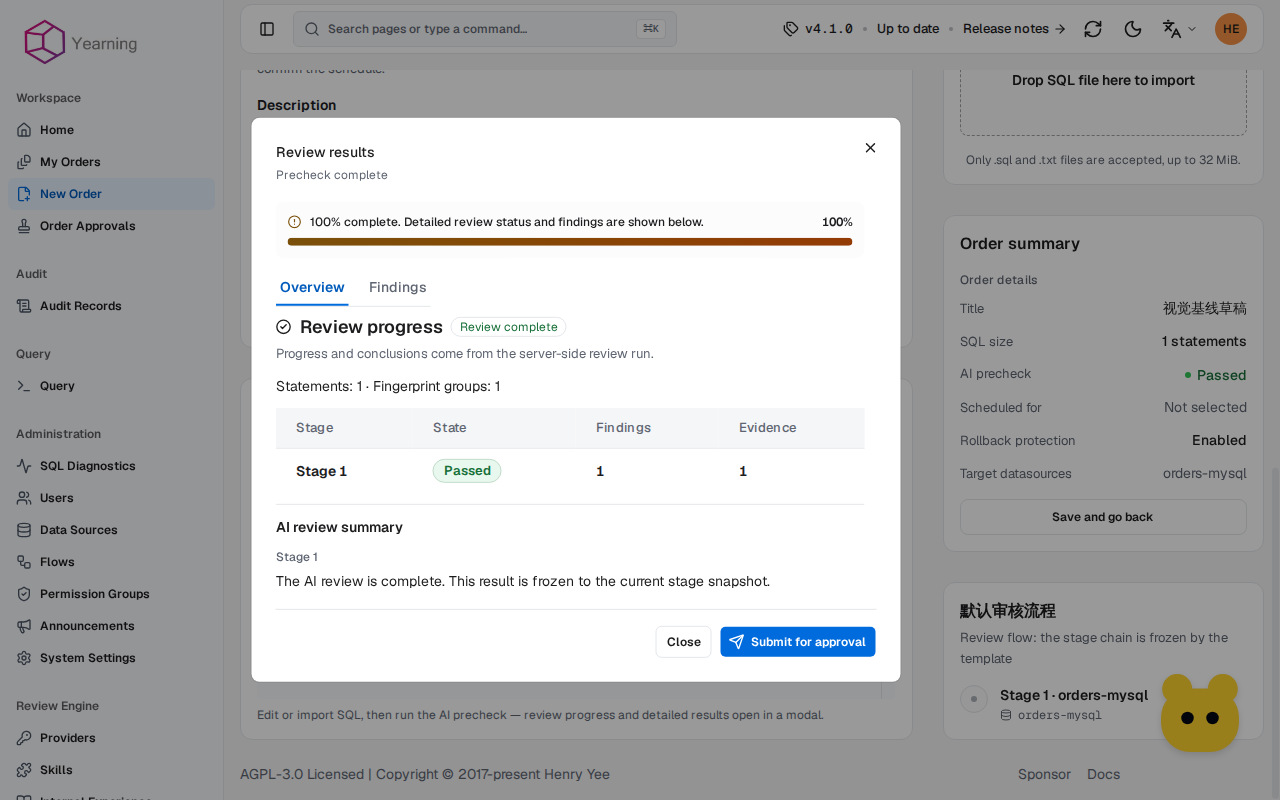 Yearning
Search pages or type a command...
⌘K
v4.1.0
Up to date
Release notes
HE
Workspace
Home
My Orders
New Order
Order Approvals
Audit
Audit Records
Query
Query
Administration
SQL Diagnostics
Users
Data Sources
Flows
Permission Groups
Announcements
System Settings
Review Engine
Providers
Skills
confirm the schedule.
Description
Review results
Precheck complete
100% complete. Detailed review status and findings are shown below.
100%
Overview
Findings
Review progress
Review complete
Progress and conclusions come from the server-side review run.
Statements: 1 · Fingerprint groups: 1
Stage State Findings Evidence
Stage 1 Passed 1 1
AI review summary
Stage 1
The AI review is complete. This result is frozen to the current stage snapshot.
Close
Submit for approval
Edit or import SQL, then run the AI precheck — review progress and detailed results open in a modal.
Drop SQL file here to import
Only .sql and .txt files are accepted, up to 32 MiB.
Order summary
Order details
Title 视觉基线草稿
SQL size 1 statements
AI precheck Passed
Scheduled for Not selected
Rollback protection Enabled
Target datasources orders-mysql
Save and go back
默认审核流程
Review flow: the stage chain is frozen by the
template
Stage 1 · orders-mysql
orders-mysql
AGPL-3.0 Licensed | Copyright © 2017-present Henry Yee
Sponsor
Docs